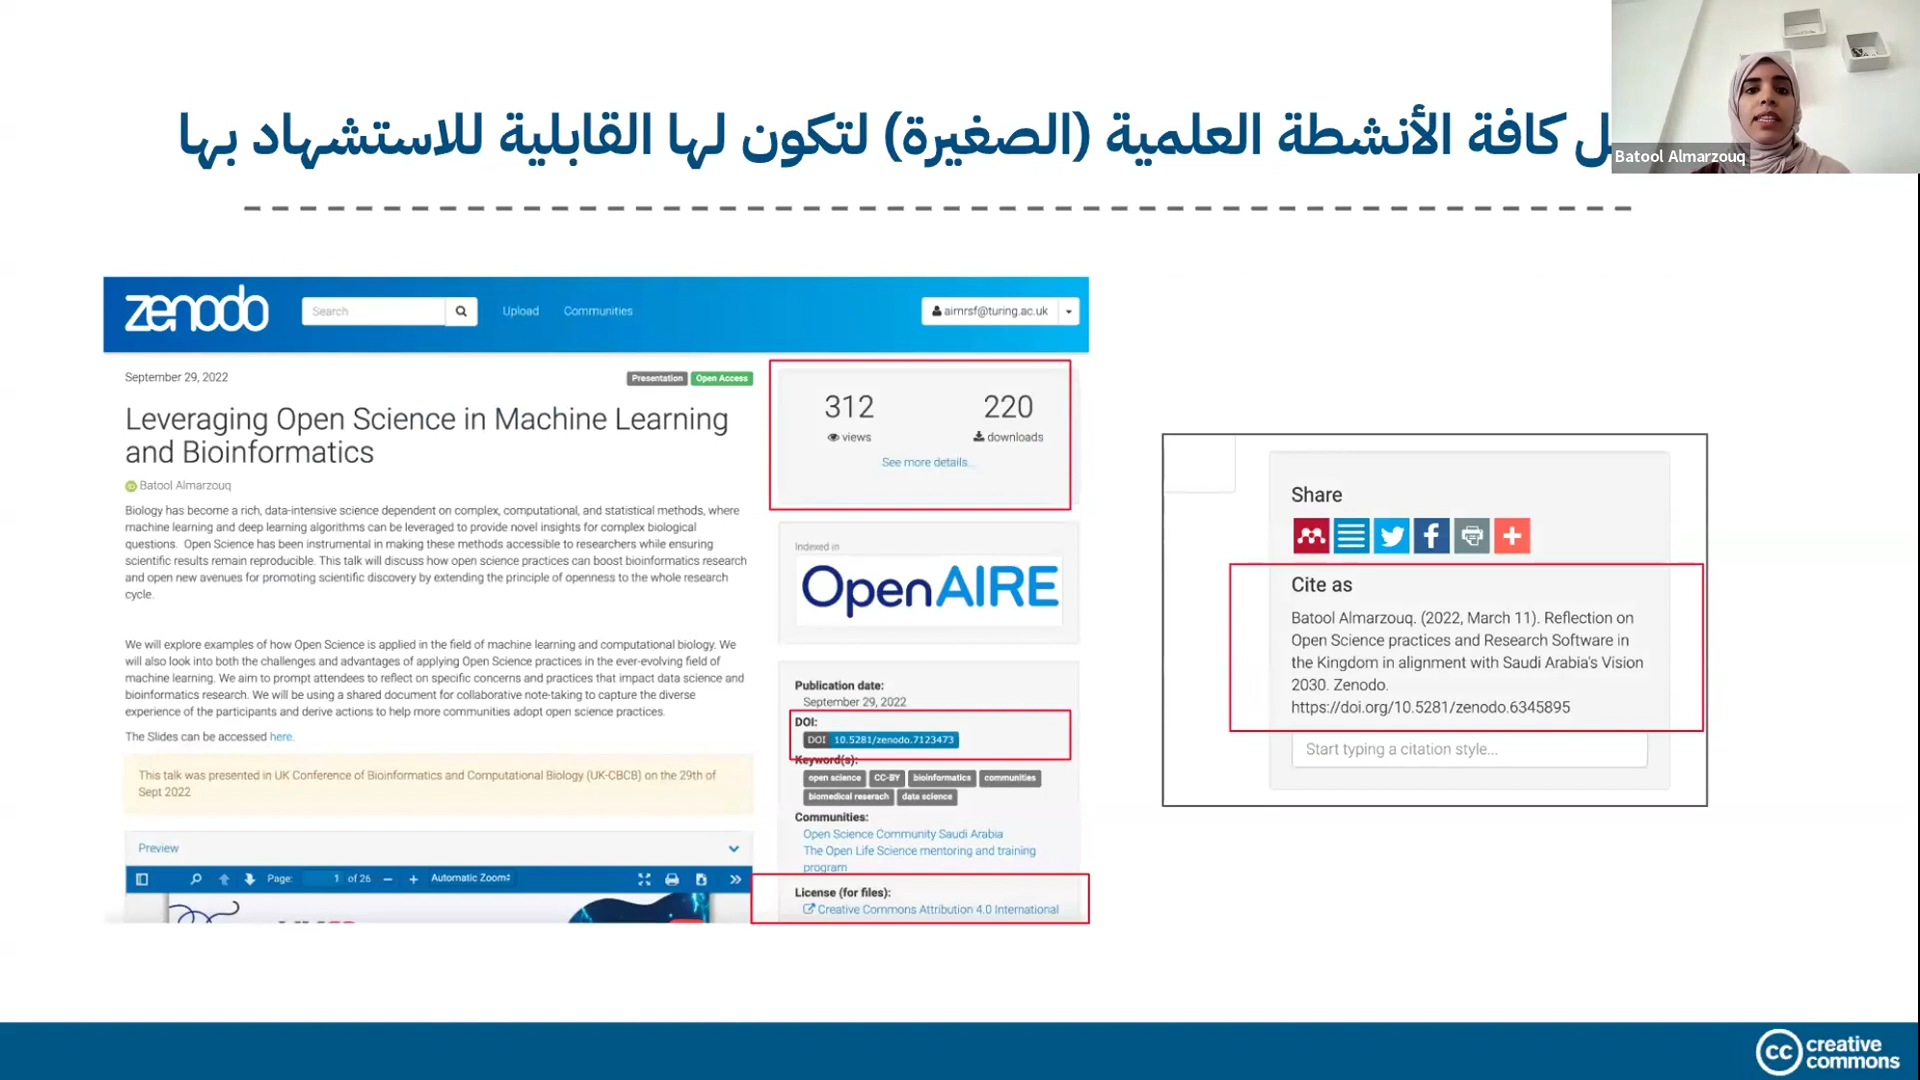 كافة الأنشطة العلمية (الصغيرة) لتكون لها القابلية للاستشهاد بها
Batool Almarzouq
zenodo
Search
Upload
Communities
aimrsf@turing.ac.uk
September 29, 2022
Presentation
Open Access
Leveraging Open Science in Machine Learning
and Bioinformatics
Batool Almarzouq
Biology has become a rich, data-intensive science dependent on complex, computational, and statistical methods, where
machine learning and deep learning algorithms can be leveraged to provide novel insights for complex biological
questions. Open Science has been instrumental in making these methods accessible to researchers while ensuring
scientific results remain reproducible. This talk will discuss how open science practices can boost bioinformatics research
and open new avenues for promoting scientific discovery by extending the principle of openness to the whole research
cycle.
We will explore examples of how Open Science is applied in the field of machine learning and computational biology. We
will also look into both the challenges and advantages of applying Open Science practices in the ever-evolving field of
machine learning. We aim to prompt attendees to reflect on specific concerns and practices that impact data science and
bioinformatics research. We will be using a shared document for collaborative note-taking to capture the diverse
experience of the participants and derive actions to help more communities adopt open science practices.
The Slides can be accessed here.
This talk was presented in UK Conference of Bioinformatics and Computational Biology (UK-CBCB) on the 29th of
Sept 2022
Preview
Page: 1 of 26
Automatic Zoom
312
views
220
downloads
See more details...
Indexed in
OpenAIRE
Publication date:
September 29, 2022
DOI:
DOI 10.5281/zenodo.7123473
Keyword(s):
open science
CC-BY
bioinformatics
communities
biomedical reserach
data science
Communities:
Open Science Community Saudi Arabia
The Open Life Science mentoring and training
program
License (for files):
Creative Commons Attribution 4.0 International
Share
Cite as
Batool Almarzouq. (2022, March 11). Reflection on
Open Science practices and Research Software in
the Kingdom in alignment with Saudi Arabia's Vision
2030. Zenodo.
https://doi.org/10.5281/zenodo.6345895
Start typing a citation style...
cc creative
commons